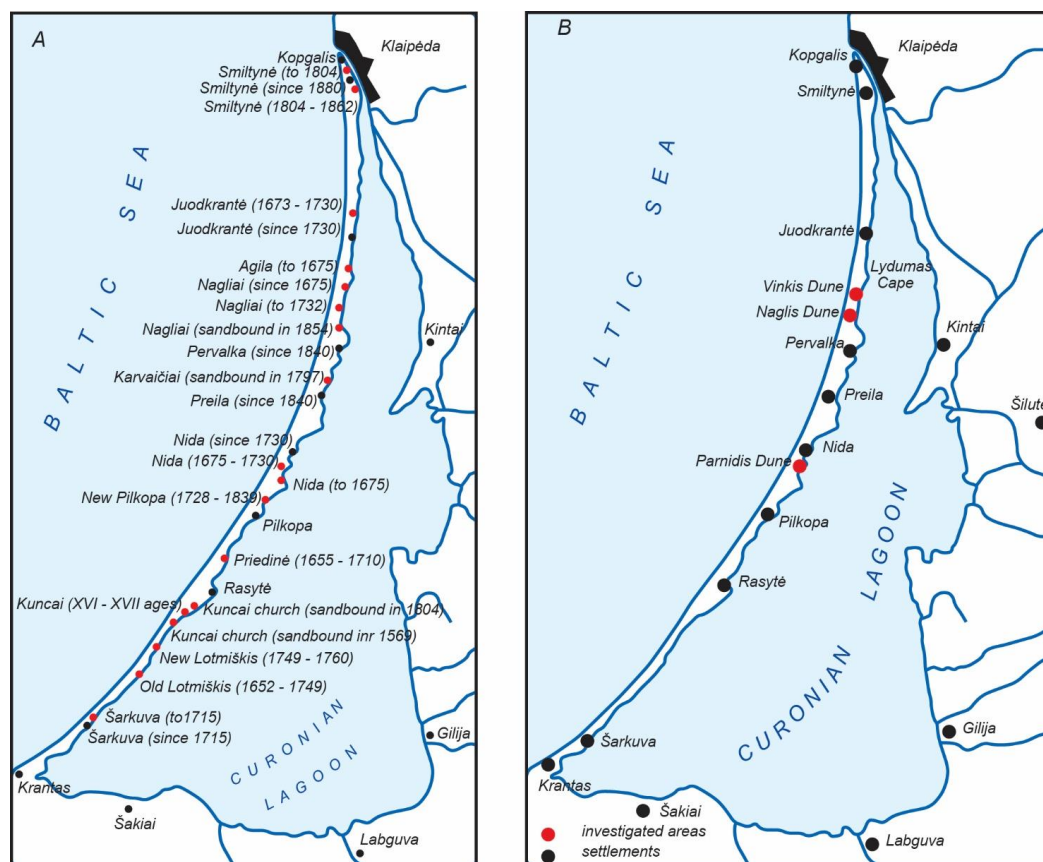 A
Klaipėda
Kopgalis
Smiltynė (to 1804)
Smiltynė (since 1880)
Smiltynė (1804 - 1862)
BALTIC SEA
Juodkrantė (1673 - 1730)
Juodkrantė (since 1730)
Agila (to 1675)
Nagliai (since 1675)
Nagliai (to 1732)
Nagliai (sandbound in 1854)
Kintai
Pervalka (since 1840)
Karvaičiai (sandbound in 1797)
Preila (since 1840)
Nida (since 1730)
Nida (1675 - 1730)
Nida (to 1675)
New Pilkopa (1728 - 1839)
Pilkopa
Priedinė (1655 - 1710)
Rasytė
Kuncai (XVI - XVII ages)
Kuncai church (sandbound in 1804)
Kuncai church (sandbound inr 1569)
New Lotmiškis (1749 - 1760)
Old Lotmiškis (1652 - 1749)
Šarkuva (to1715)
Šarkuva (since 1715)
CURONIAN
LAGOON
Gilija
Krantas
Šakiai
Labguva
B
Klaipėda
Kopgalis
Smiltynė
BALTIC SEA
Juodkrantė
Lydumas
Cape
Vinkis Dune
Naglis Dune
Kintai
Pervalka
Preila
Šilutė
Nida
Parnidis Dune
Pilkopa
Rasytė
CURONIAN LAGOON
Šarkuva
Gilija
Krantas
Šakiai
Labguva
investigated areas
settlements